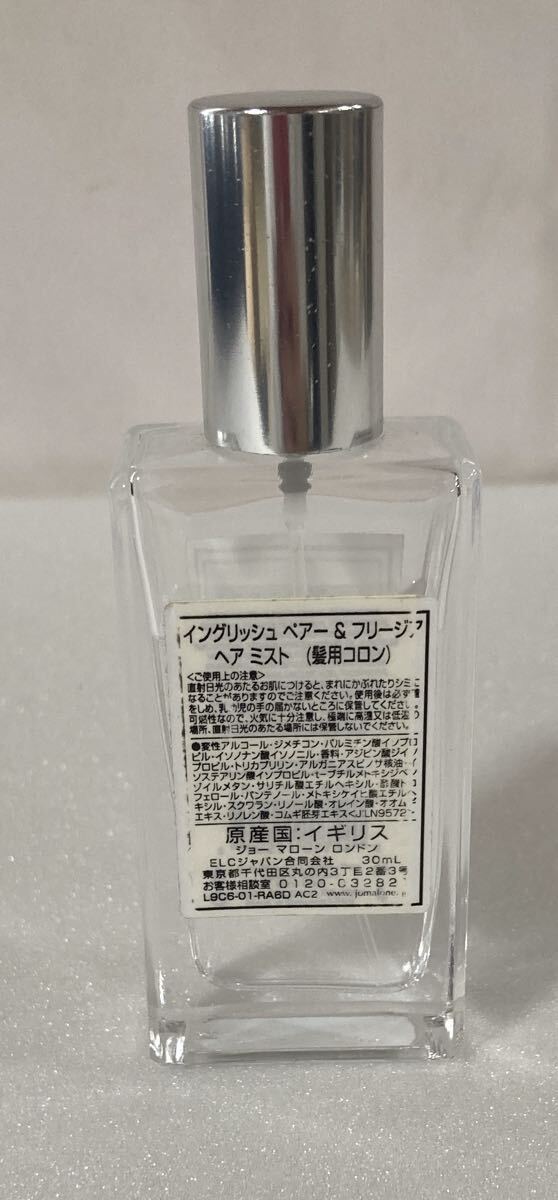 イングリッシュ ペアー & フリージア
ヘア ミスト (髪用コロン)
<ご使用上の注意>
直射日光のあたるお肌につけると、まれにかぶれたりシミに
なることがありますのでご注意ください。使用後は必ず
をしめ、乳 児の手の届かないところに保管してください。
可燃性なので、火気に十分注意し、極端に高温又は低温の
場所、直射日光のあたる場所には保管しないでください。
●変性アルコール・ジメチコン・パルミチン酸イソプロ
ピル・イソノナン酸イソノニル・香料・アジピン酸ジイソ
プロピル・トリカプリリン・アルガニアスピノサ核油・イ
ソステアリン酸イソプロピル・t-ブチルメトキシジベン
ゾイルメタン・サリチル酸エチルヘキシル・酢酸トコ
フェロール・パンテノール・メトキシケイヒ酸エチルヘ
キシル・スクワラン・リノール酸・オレイン酸・オオム
エキス・リノレン酸・コムギ胚芽エキス<J'LN9572>
原産国:イギリス
ジョー マローン ロンドン
ELCジャパン合同会社 30mL
東京都千代田区丸の内3丁目2番3号
お客様相談室 0120-
L9C6-01-RA6D AC2 www.jomalone.j